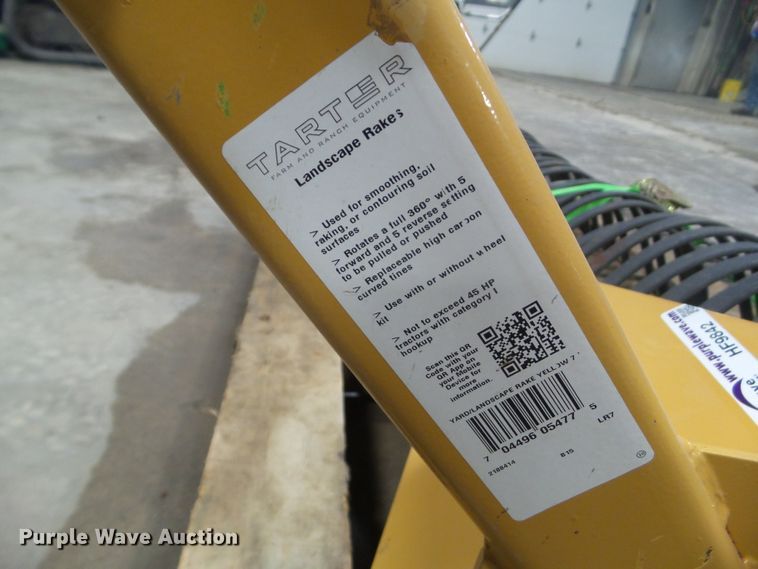 TARTER
FARM AND RANCH EQUIPMENT
Landscape Rakes
> Used for smoothing,
raking, or contouring soil
surfaces
> Rotates a full 360° with 5
forward and 5 reverse setting
to be pulled or pushed
> Replaceable high carbon
curved tines
> Use with or without wheel
kit
> Not to exceed 45 HP
tractors with category 1
hookup
Scan this QR
Code with your
QR App on
your Mobile
Device for
more
information.
YARD/LANDSCAPE RAKE YELLOW 7'
7 04496 05477 5
2188414 B15 LR7
www.purplewave.com
HF9842
Purple Wave Auction